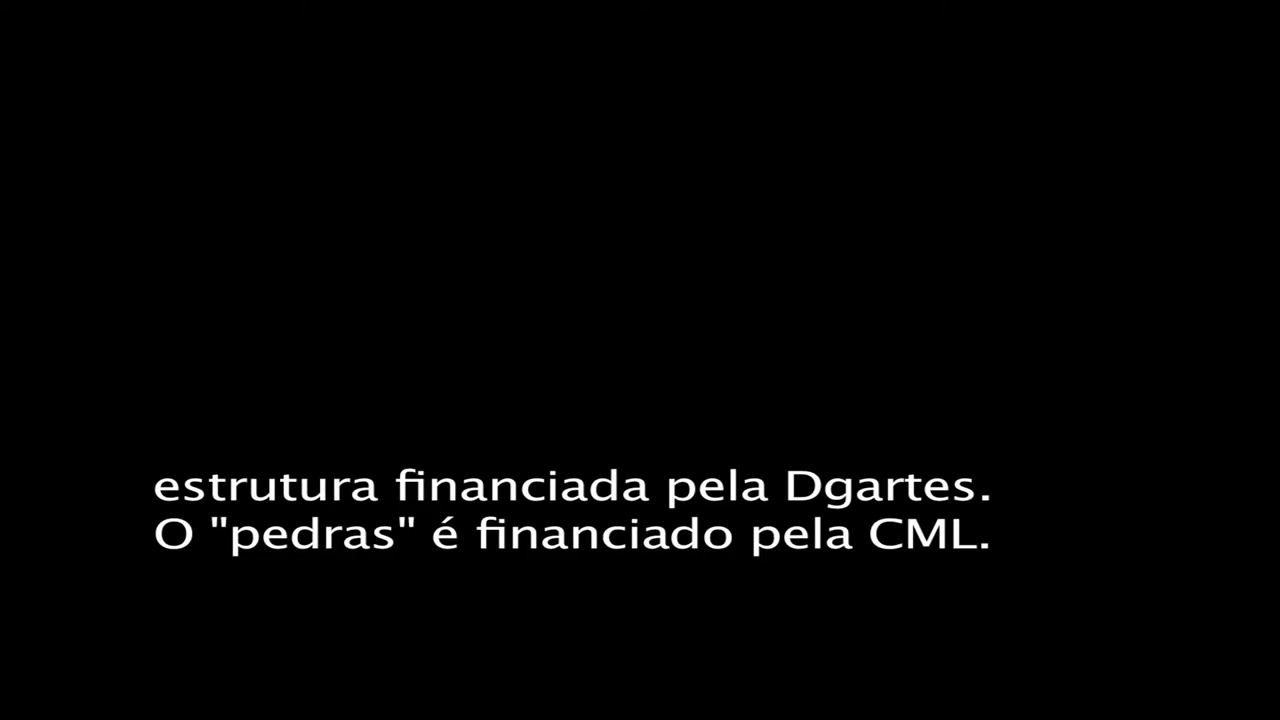 estrutura financiada pela Dgartes.
O "pedras" é financiado pela CML.